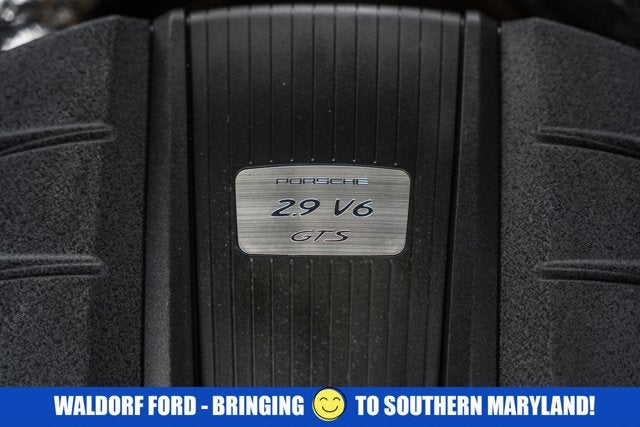 PORSCHE
2.9 V6
GTS
WALDORF FORD - BRINGING 😊 TO SOUTHERN MARYLAND!